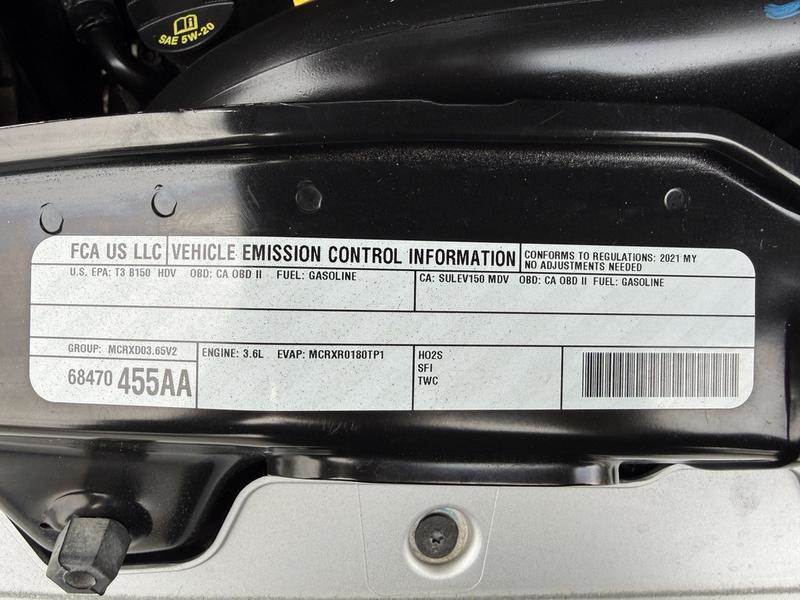 SAE 5W-20
FCA US LLC VEHICLE EMISSION CONTROL INFORMATION CONFORMS TO REGULATIONS: 2021 MY
NO ADJUSTMENTS NEEDED
U.S. EPA: T3 B150 HDV OBD: CA OBD II FUEL: GASOLINE
CA: SULEV150 MDV OBD: CA OBD II FUEL: GASOLINE
GROUP: MCRXD03.65V2
68470 455AA
ENGINE: 3.6L EVAP: MCRXR0180TP1
HO2S
SFI
TWC